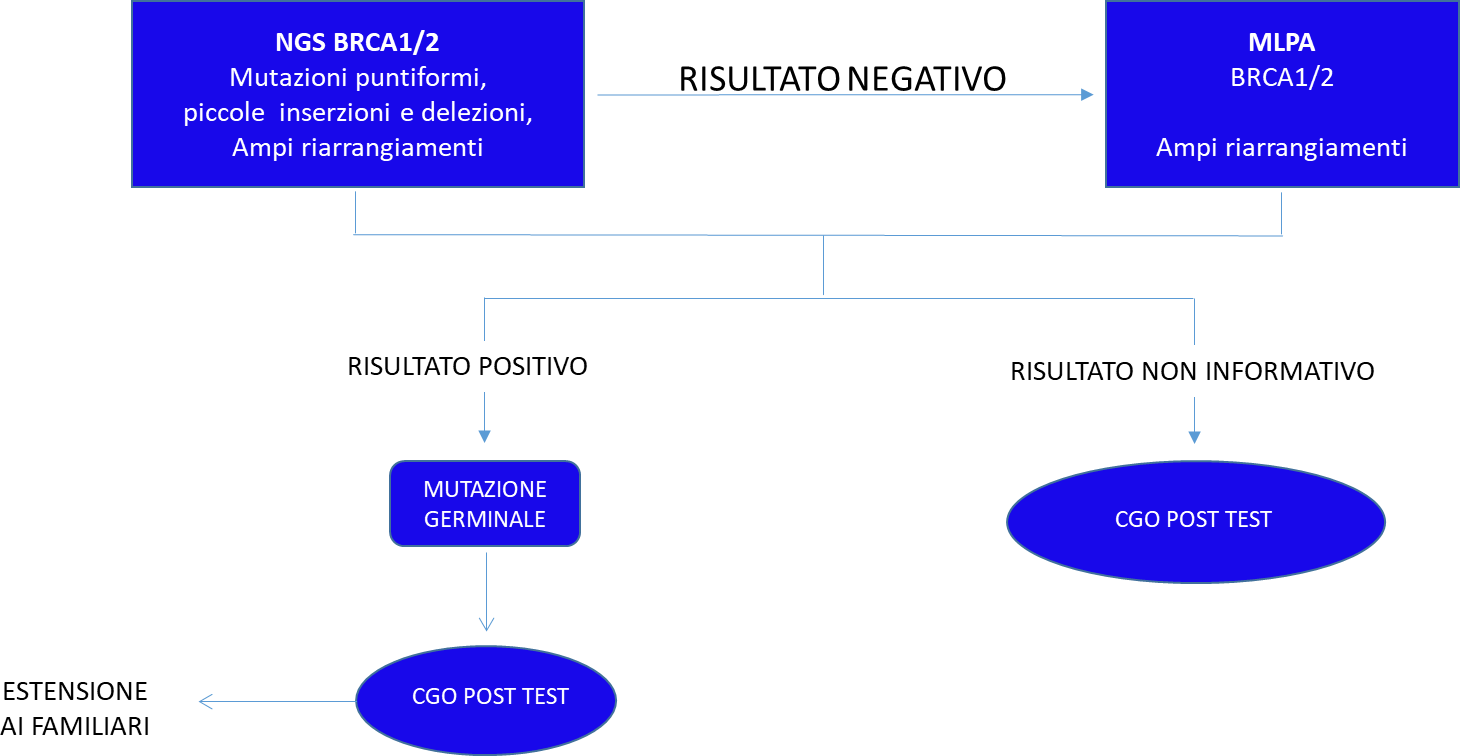 NGS BRCA1/2
Mutazioni puntiformi,
piccole  inserzioni e delezioni,
Ampi riarrangiamenti
RISULTATO NEGATIVO
MLPA
BRCA1/2
Ampi riarrangiamenti
RISULTATO POSITIVO
RISULTATO NON INFORMATIVO
MUTAZIONE
GERMINALE
CGO POST TEST
CGO POST TEST
ESTENSIONE
AI FAMILIARI